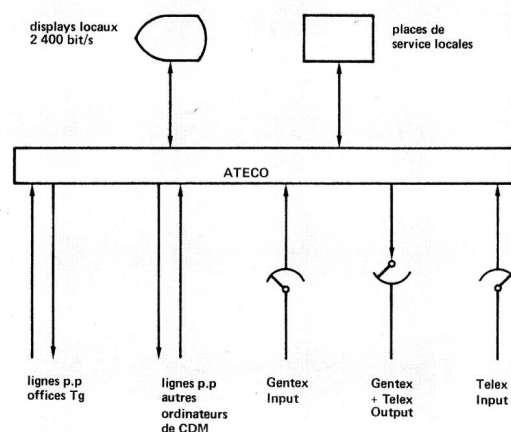 displays locaux
2 400 bit/s
places de
service locales
ATECO
lignes p.p
offices Tg
lignes p.p
autres
ordinateurs
de CDM
Gentex
Input
Gentex
+ Telex
Output
Telex
Input